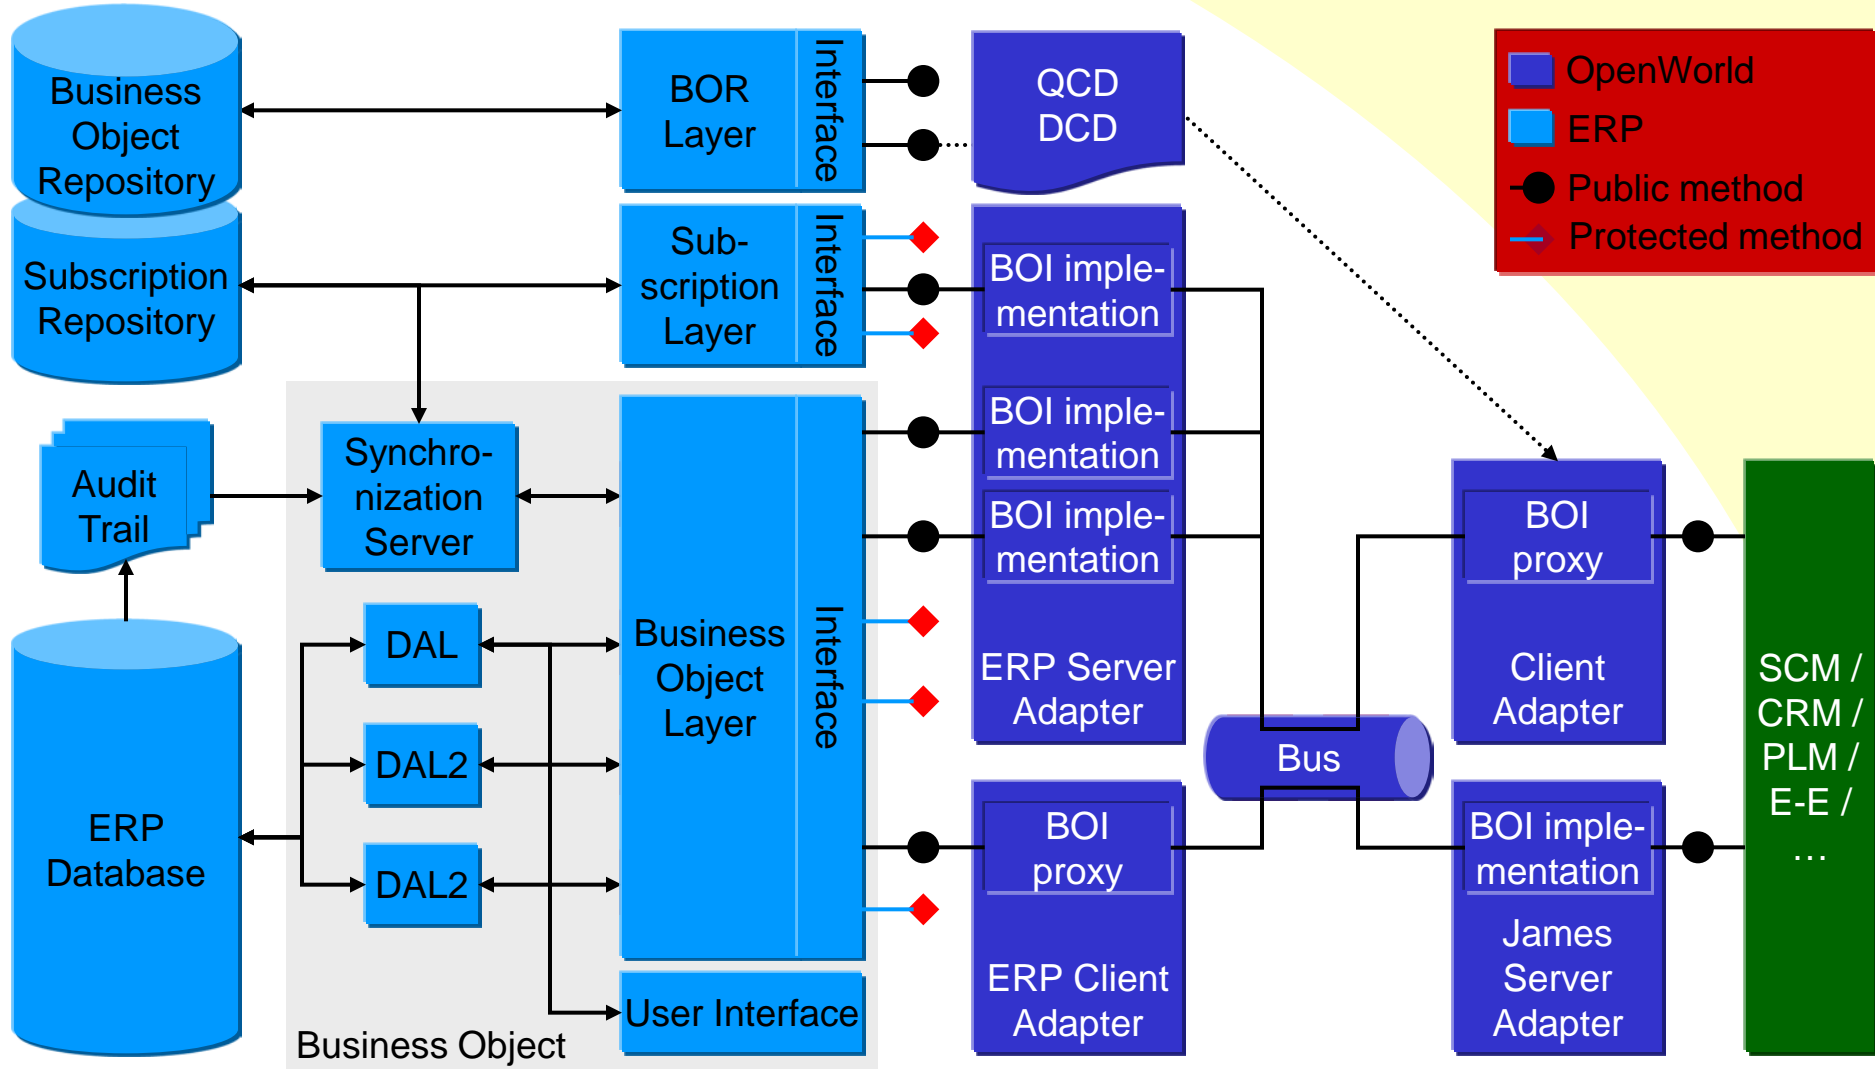 Business
Object
Repository
BOR
Layer
Interface
QCD
DCD
OpenWorld
ERP
Public method
Protected method
Subscription
Repository
Sub-
scription
Layer
Interface
BOI imple-
mentation
BOI imple-
mentation
BOI imple-
mentation
ERP Server
Adapter
Audit
Trail
Synchro-
nization
Server
Business
Object
Layer
Interface
DAL
DAL2
DAL2
ERP
Database
User Interface
Business Object
BOI
proxy
ERP Client
Adapter
Bus
BOI
proxy
Client
Adapter
BOI imple-
mentation
James
Server
Adapter
SCM /
CRM /
PLM /
E-E /
…